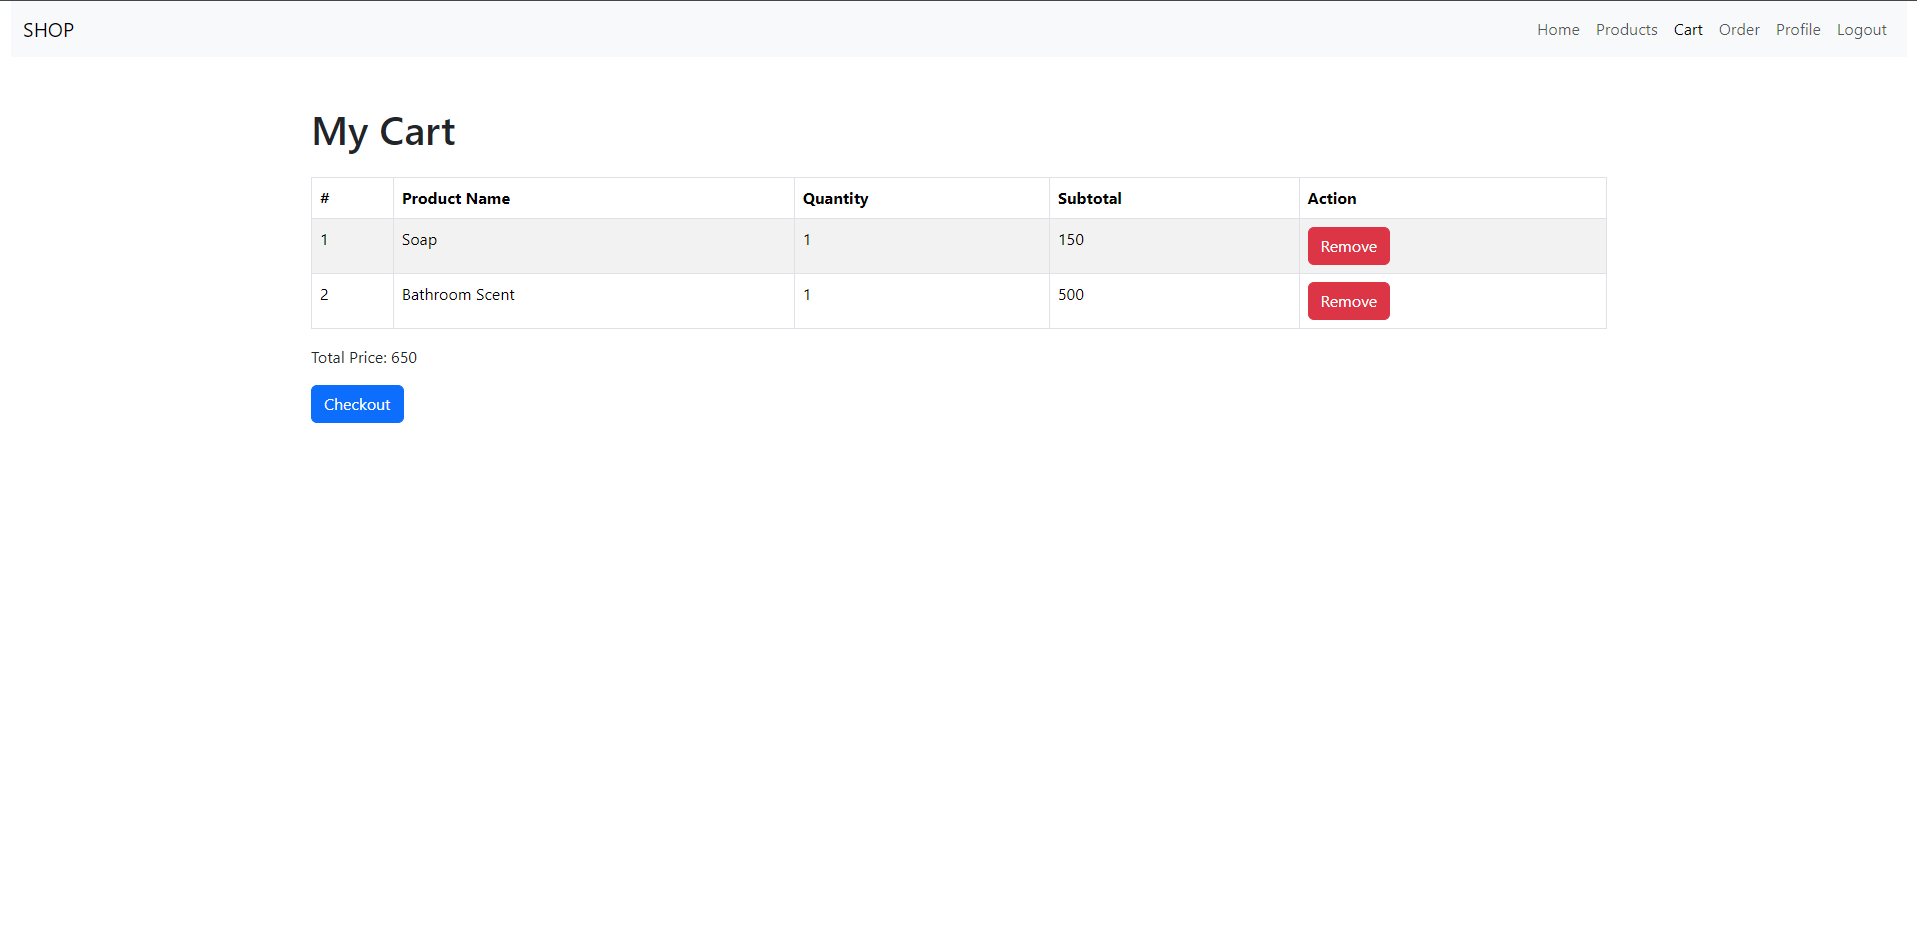 SHOP Home Products Cart Order Profile Logout
My Cart
# Product Name Quantity Subtotal Action
1 Soap 1 150 Remove
2 Bathroom Scent 1 500 Remove
Total Price: 650
Checkout